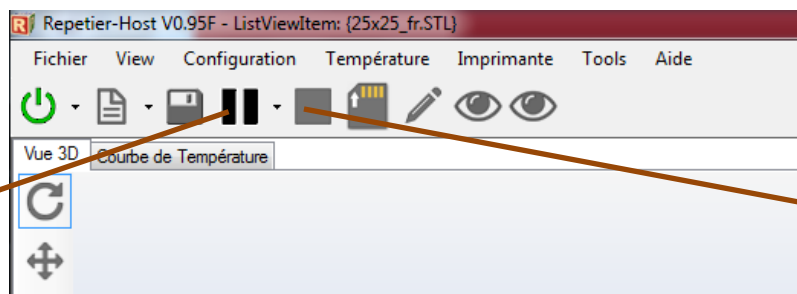 Repetier-Host V0.95F - ListViewItem: {25x25_fr.STL}
Fichier View Configuration Température Imprimante Tools Aide
Vue 3D Courbe de Température